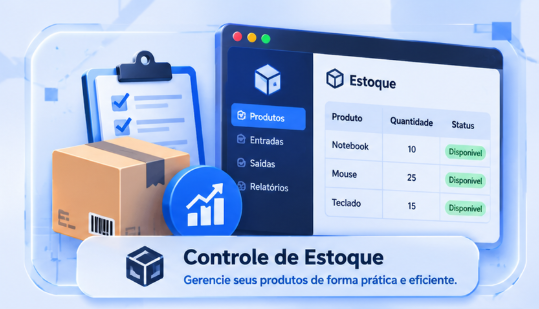 Estoque
Produtos
Entradas
Saídas
Relatórios
Produto Quantidade Status
Notebook 10 Disponível
Mouse 25 Disponível
Teclado 15 Disponível
Controle de Estoque
Gerencie seus produtos de forma prática e eficiente.